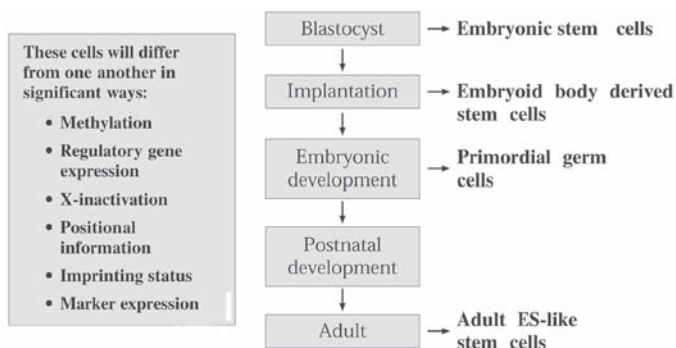 These cells will differ
from one another in
significant ways:
• Methylation
• Regulatory gene
expression
• X-inactivation
• Positional
information
• Imprinting status
• Marker expression
Blastocyst
Embryonic stem cells
Implantation
Embryoid body derived
stem cells
Embryonic
development
Primordial germ
cells
Postnatal
development
Adult
Adult ES-like
stem cells